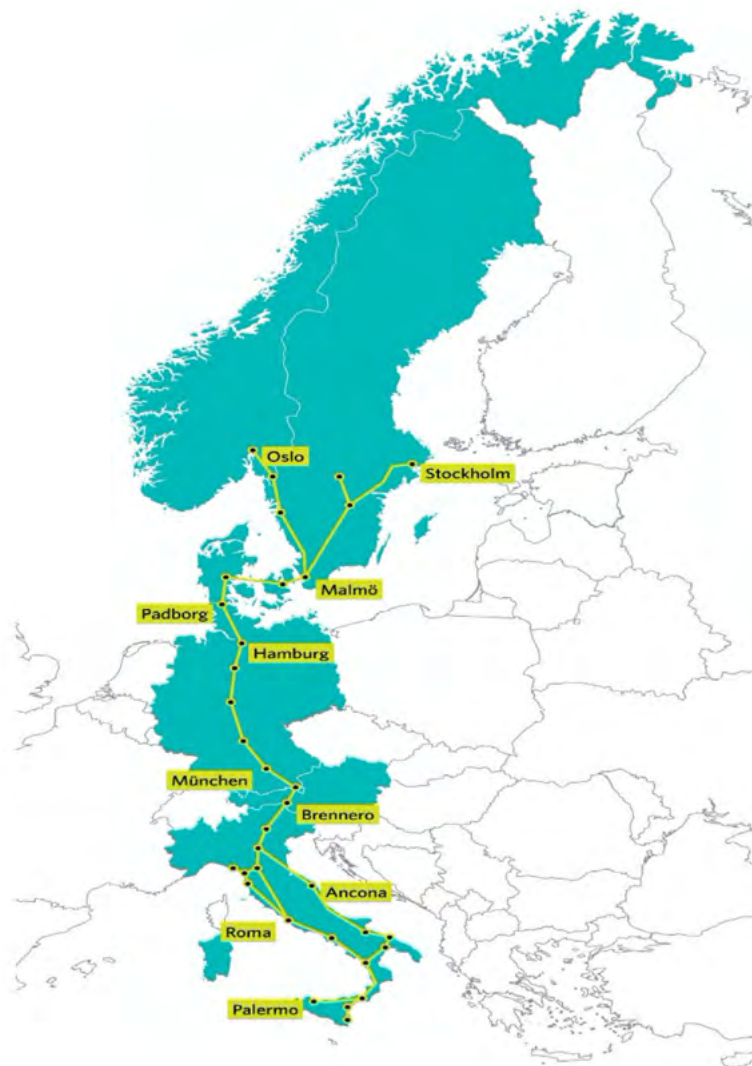 Oslo
Stockholm
Malmö
Padborg
Hamburg
München
Brennero
Ancona
Roma
Palermo